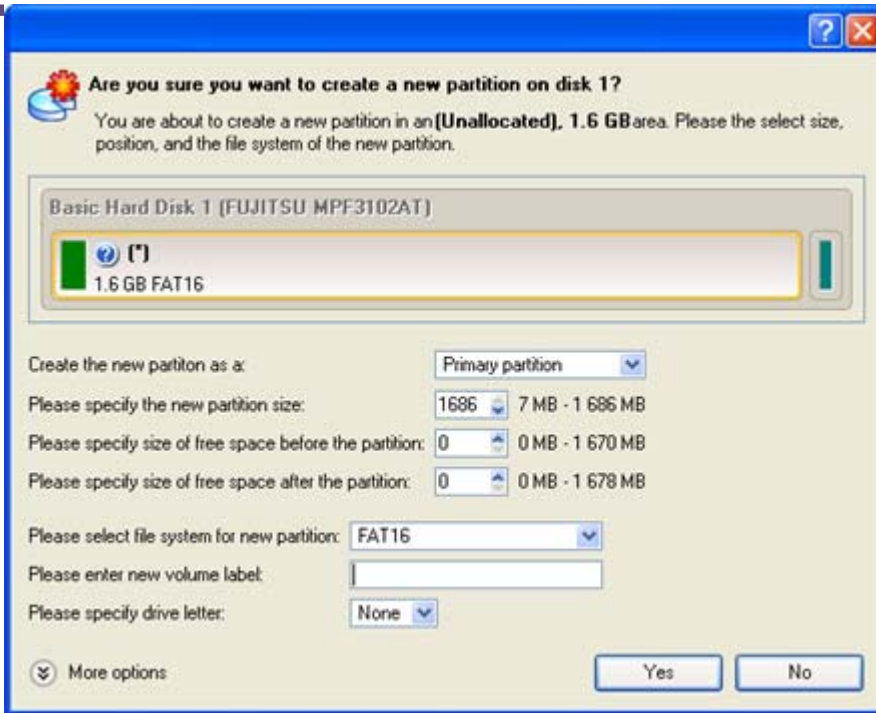 Are you sure you want to create a new partition on disk 1?
You are about to create a new partition in an (Unallocated), 1.6 GB area. Please the select size,
position, and the file system of the new partition.
Basic Hard Disk 1 (FUJITSU MPF3102AT)
(*)
1.6 GB FAT16
Create the new partiton as a: Primary partition
Please specify the new partition size: 1686 7 MB - 1 686 MB
Please specify size of free space before the partition: 0 0 MB - 1 670 MB
Please specify size of free space after the partition: 0 0 MB - 1 678 MB
Please select file system for new partition: FAT16
Please enter new volume label:
Please specify drive letter: None
More options Yes No